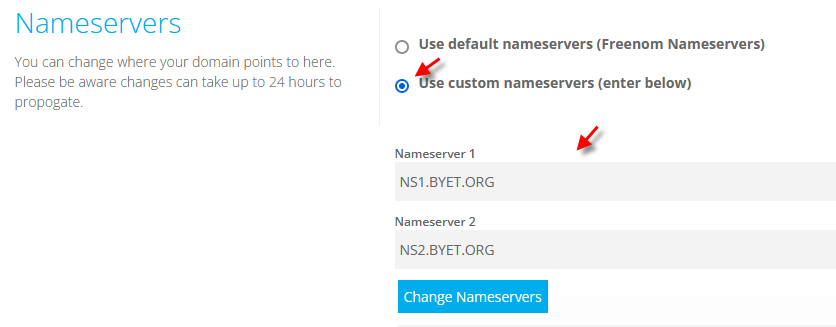 Nameservers
You can change where your domain points to here.
Please be aware changes can take up to 24 hours to
propogate.
Use default nameservers (Freenom Nameservers)
Use custom nameservers (enter below)
Nameserver 1
NS1.BYET.ORG
Nameserver 2
NS2.BYET.ORG
Change Nameservers